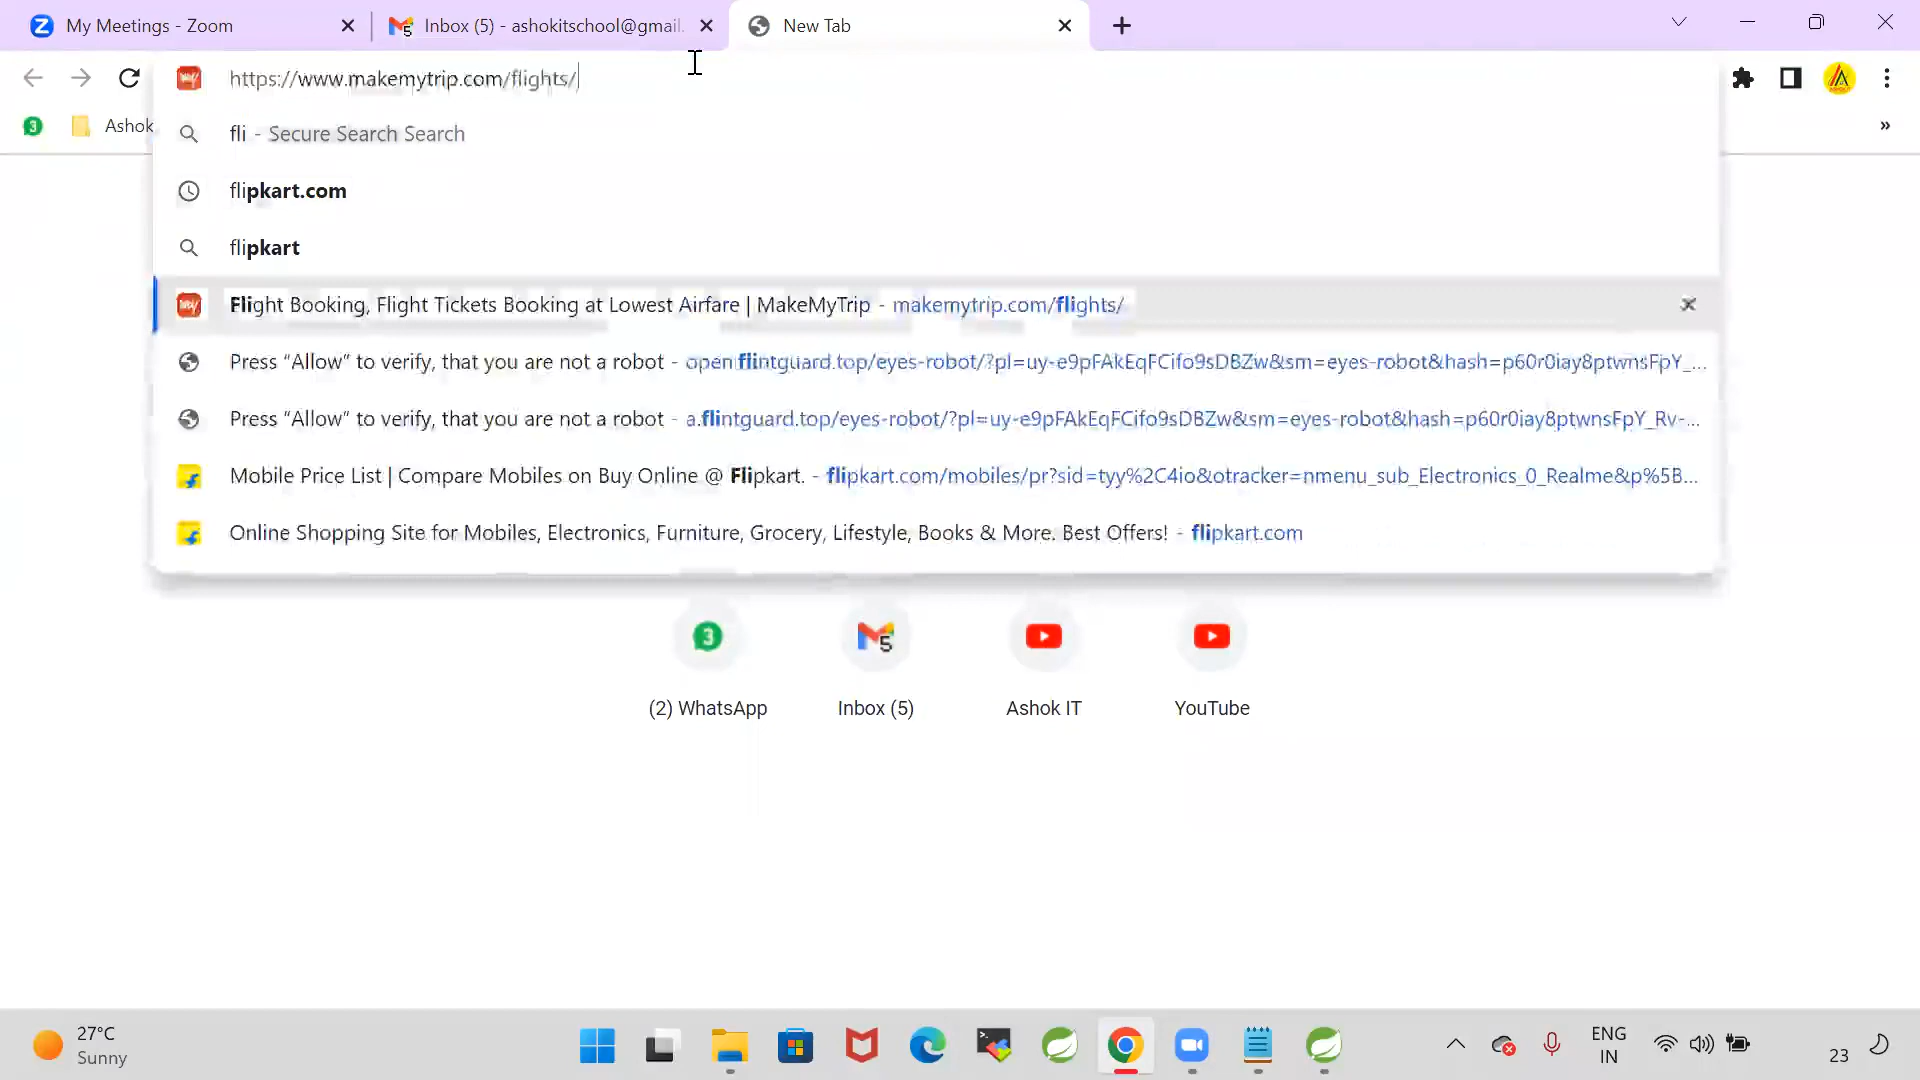 My Meetings - Zoom
Inbox (5) - ashokitschool@gmail.
New Tab
https://www.makemytrip.com/flights/
3
Ashok
»
fli - Secure Search Search
flipkart.com
flipkart
Flight Booking, Flight Tickets Booking at Lowest Airfare | MakeMyTrip - makemytrip.com/flights/
Press “Allow” to verify, that you are not a robot - open.flintguard.top/eyes-robot/?pl=uy-e9pFAkEqFCifo9sDBZw&sm=eyes-robot&hash=p60r0iay8ptwnsFpY_...
Press “Allow” to verify, that you are not a robot - a.flintguard.top/eyes-robot/?pl=uy-e9pFAkEqFCifo9sDBZw&sm=eyes-robot&hash=p60r0iay8ptwnsFpY_Rv-...
Mobile Price List | Compare Mobiles on Buy Online @ Flipkart. - flipkart.com/mobiles/pr?sid=tyy%2C4io&otracker=nmenu_sub_Electronics_0_Realme&p%5B...
Online Shopping Site for Mobiles, Electronics, Furniture, Grocery, Lifestyle, Books & More. Best Offers! - flipkart.com
3 5
(2) WhatsApp Inbox (5) Ashok IT YouTube
27°C
Sunny
ENG
IN
23